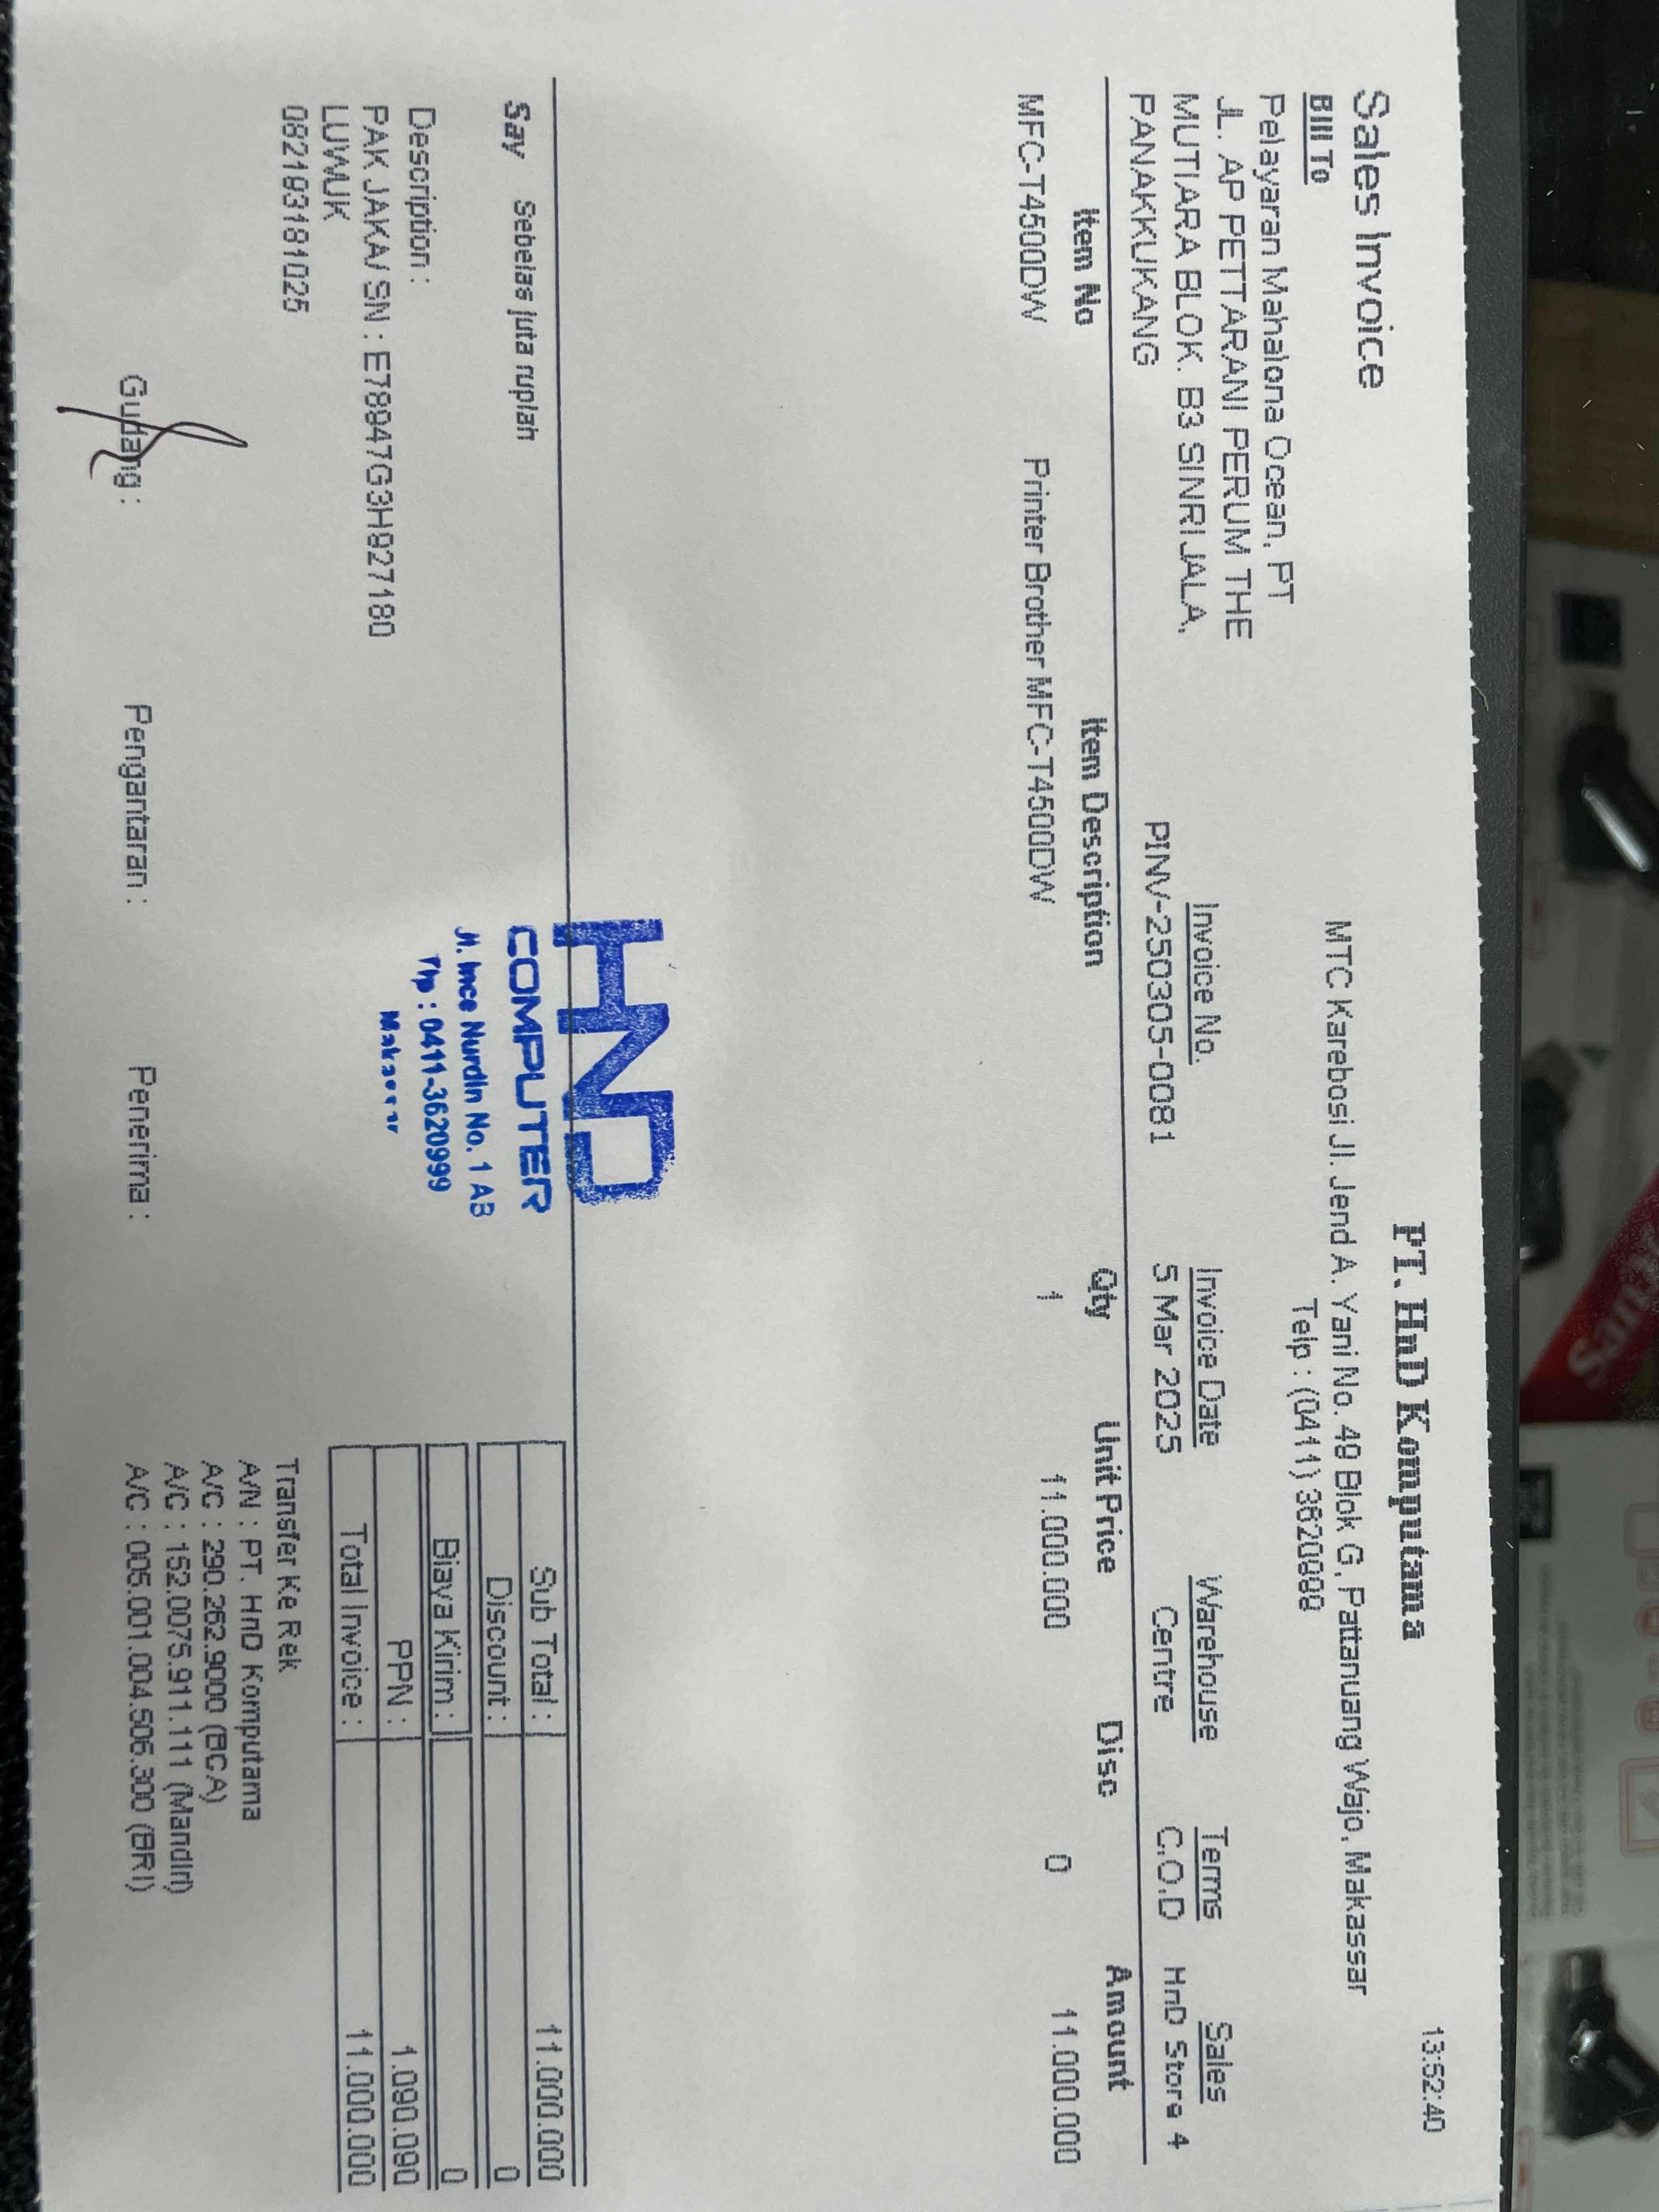 13:52:40
PT. HnD Komputama
Sales Invoice
MTC Karebosi Jl. Jend A. Yani No. 49 Blok G, Pattanuang Wajo, Makassar
Bill To
Telp : (0411) 3620999
Pelayaran Mahalona Ocean, PT
JL. AP PETTARANI PERUM THE
MUTIARA BLOK. B3 SINRIJALA,
PANAKKUKANG
Invoice No. Invoice Date Warehouse Terms Sales
PINV-250305-0081 5 Mar 2025 Centre C.O.D HnD Store 4
Item No Item Description Qty Unit Price Disc Amount
MFC-T4500DW Printer Brother MFC-T4500DW 1 11.000.000 0 11.000.000
Say Sebelas juta rupiah
Sub Total : 11.000.000
Discount : 0
Biaya Kirim : 0
PPN : 1.090.090
Total Invoice : 11.000.000
Description :
PAK JAKA/ SN : E78947G3H927180
LUWUK
082193191025
HND
COMPUTER
Jl. Ince Nurdin No. 1 AB
Tlp : 0411-3620999
Makassar
Transfer Ke Rek
A/N : PT. HnD Komputama
A/C : 290.252.9000 (BCA)
A/C : 152.0075.911.111 (Mandiri)
A/C : 005.001.004.506.300 (BRI)
Gudang : Pengantaran : Penerima :